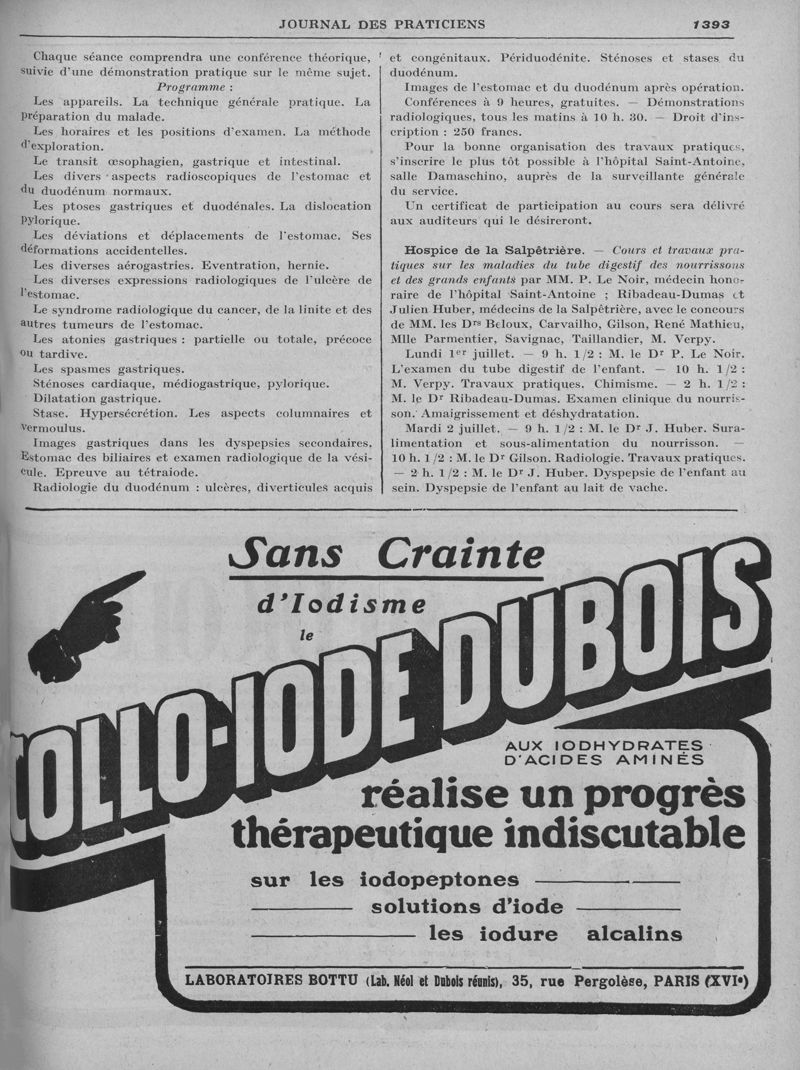 JOURNAL DES PRATICIENS
1393
Chaque séance comprendra une conférence théorique,
suivie d'une démonstration pratique sur le même sujet.
Programme :
Les appareils. La technique générale pratique. La
préparation du malade.
Les horaires et les positions d'examen. La méthode
d'exploration.
Le transit œsophagien, gastrique et intestinal.
Les divers aspects radioscopiques de l'estomac et
du duodénum normaux.
Les ptoses gastriques et duodénales. La dislocation
pylorique.
Les déviations et déplacements de l'estomac. Ses
déformations accidentelles.
Les diverses aérogastries. Eventration, hernie.
Les diverses expressions radiologiques de l'ulcère de
l'estomac.
Le syndrome radiologique du cancer, de la linite et des
autres tumeurs de l'estomac.
Les atonies gastriques : partielle ou totale, précoce
ou tardive.
Les spasmes gastriques.
Sténoses cardiaque, médiogastrique, pylorique.
Dilatation gastrique.
Stase. Hypersécrétion. Les aspects columnaires et
vermoulus.
Images gastriques dans les dyspepsies secondaires.
Estomac des biliaires et examen radiologique de la vési-
cule. Epreuve au tétraiode.
Radiologie du duodénum : ulcères, diverticules acquis
et congénitaux. Périduodénite. Sténoses et stases du
duodénum.
Images de l'estomac et du duodénum après opération.
Conférences à 9 heures, gratuites. — Démonstrations
radiologiques, tous les matins à 10 h. 30. — Droit d'ins-
cription : 250 francs.
Pour la bonne organisation des travaux pratiques,
s'inscrire le plus tôt possible à l'hôpital Saint-Antoine,
salle Damaschino, auprès de la surveillante générale
du service.
Un certificat de participation au cours sera délivré
aux auditeurs qui le désireront.
Hospice de la Salpêtrière. — Cours et travaux pra-
tiques sur les maladies du tube digestif des nourrissons
et des grands enfants par MM. P. Le Noir, médecin hono-
raire de l'hôpital Saint-Antoine ; Ribadeau-Dumas et
Julien Huber, médecins de la Salpêtrière, avec le concours
de MM. les Drs Beloux, Carvailho, Gilson, René Mathieu,
Mlle Parmentier, Savignac, Taillandier, M. Verpy.
Lundi 1er juillet. — 9 h. 1/2 : M. le Dr P. Le Noir.
L'examen du tube digestif de l'enfant. — 10 h. 1/2 :
M. Verpy. Travaux pratiques. Chimisme. — 2 h. 1/2 :
M. le Dr Ribadeau-Dumas. Examen clinique du nourris-
son. Amaigrissement et déshydratation.
Mardi 2 juillet. — 9 h. 1/2 : M. le Dr J. Huber. Sura-
limentation et sous-alimentation du nourrisson. —
10 h. 1/2 : M. le Dr Gilson. Radiologie. Travaux pratiques.
— 2 h. 1/2 : M. le Dr J. Huber. Dyspepsie de l'enfant au
sein. Dyspepsie de l'enfant au lait de vache.
Sans Crainte
d'Iodisme
le
COLLO-IODE DUBOIS
AUX IODHYDRATES
D'ACIDES AMINÉS
réalise un progrès
thérapeutique indiscutable
sur les iodopeptones
solutions d'iode
les iodure alcalins
LABORATOIRES BOTTU (Lab. Néol et Dubois réunis), 35, rue Pergolèse, PARIS (XVIe)